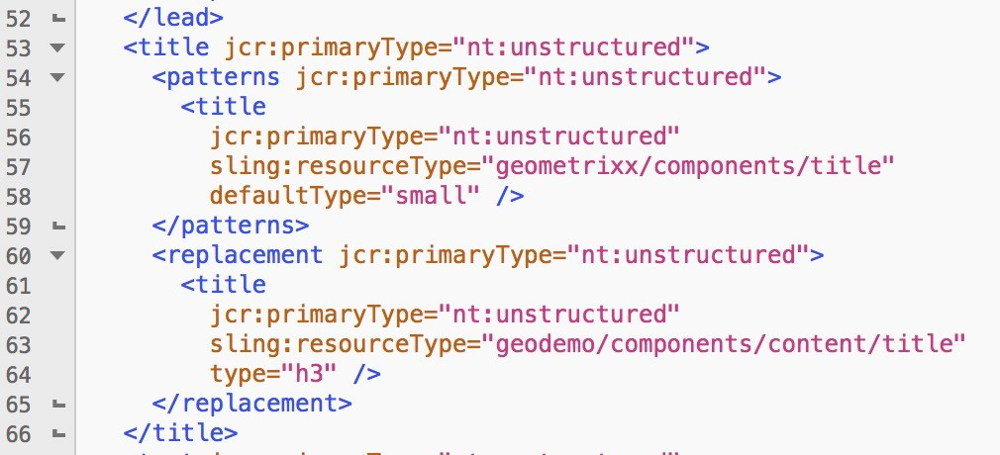 52 </lead>
53 <title jcr:primaryType="nt:unstructured">
54 <patterns jcr:primaryType="nt:unstructured">
55 <title
56 jcr:primaryType="nt:unstructured"
57 sling:resourceType="geometrixx/components/title"
58 defaultType="small" />
59 </patterns>
60 <replacement jcr:primaryType="nt:unstructured">
61 <title
62 jcr:primaryType="nt:unstructured"
63 sling:resourceType="geodemo/components/content/title"
64 type="h3" />
65 </replacement>
66 </title>